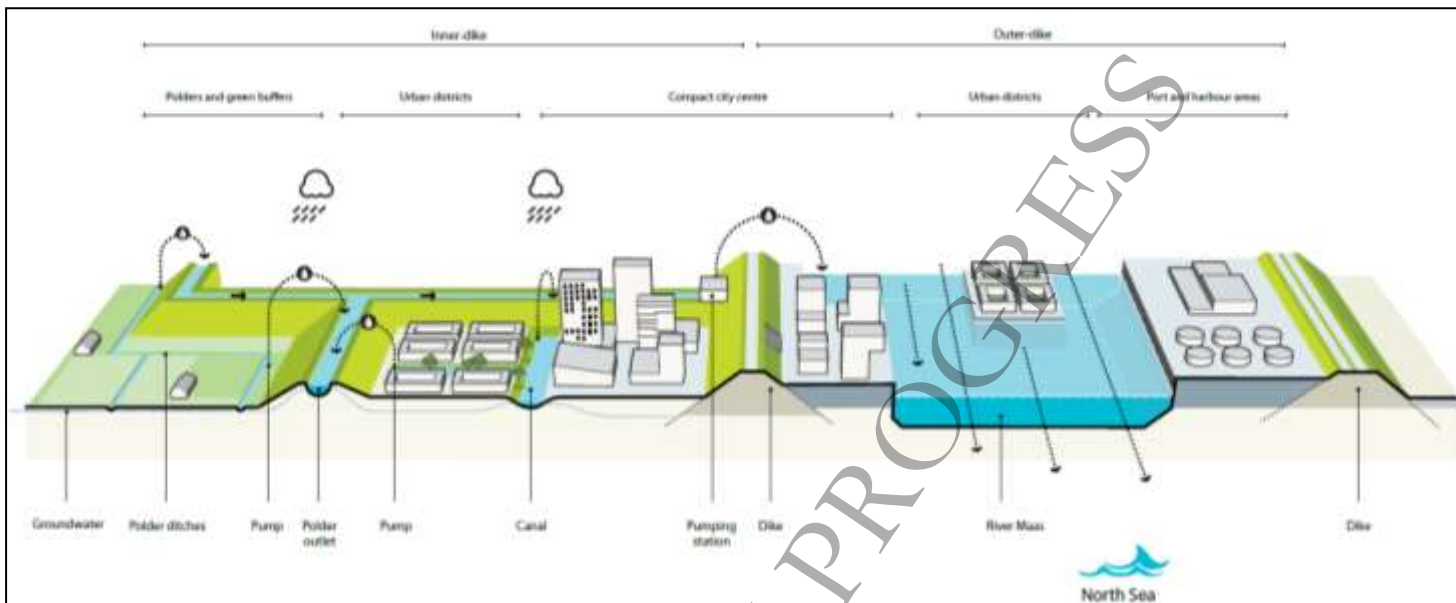 Inner-dike
Outer-dike
Polders and green buffers
Urban districts
Compact city centre
Urban districts
Port and harbour areas
PROGRESS
Groundwater
Polder ditches
Pump
Polder
outlet
Pump
Canal
Pumping
station
Dike
River Maas
Dike
North Sea